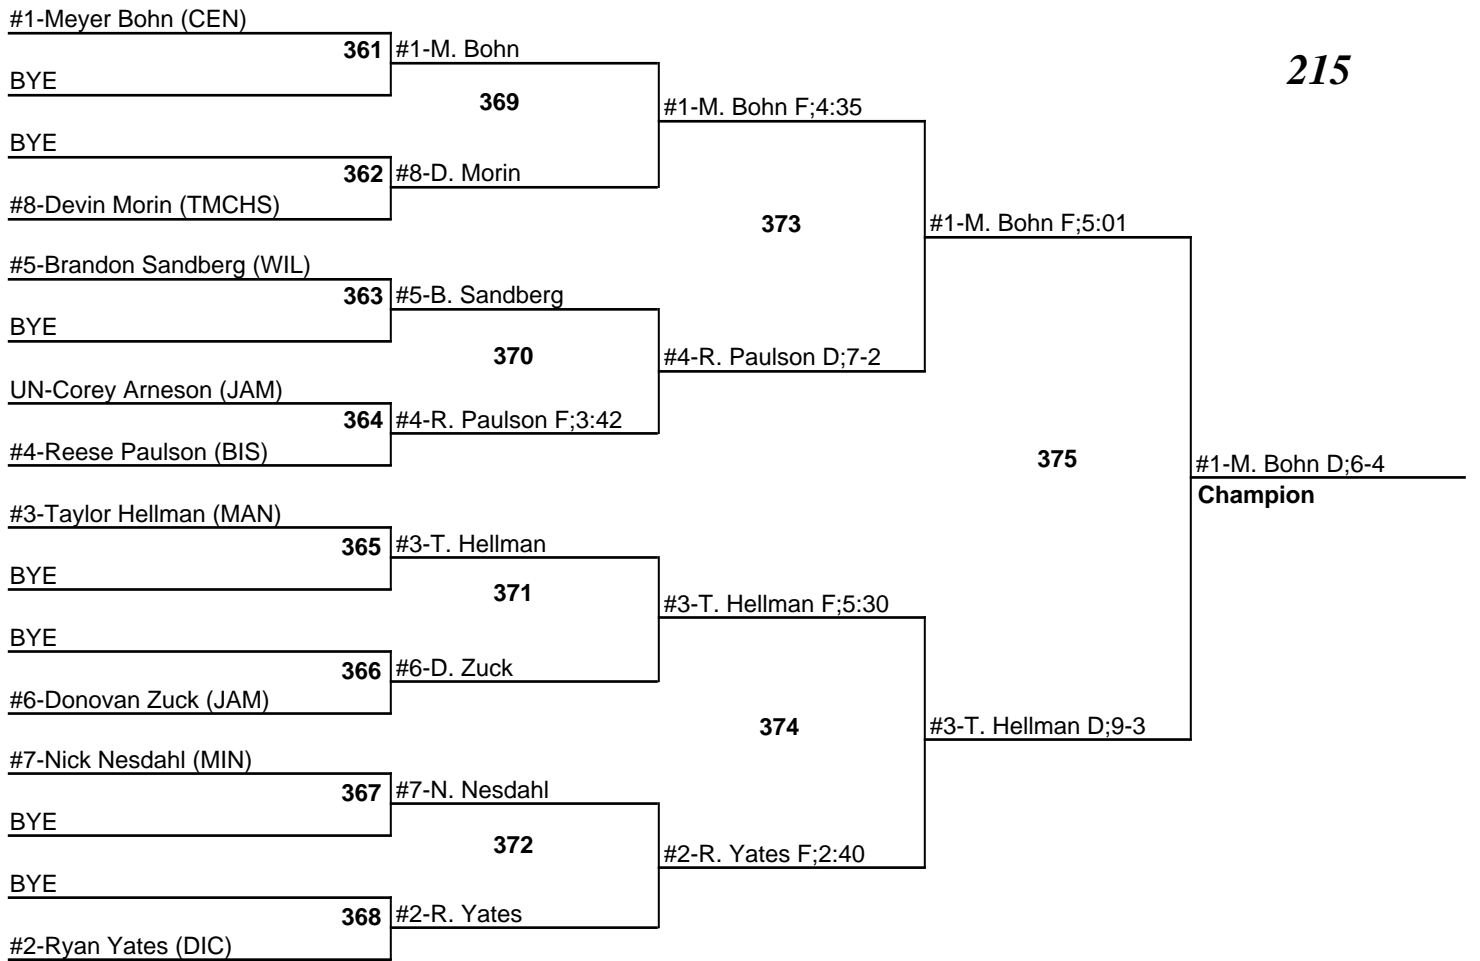 #1-Meyer Bohn (CEN)
361
#1-M. Bohn
215
BYE
369
#1-M. Bohn F;4:35
BYE
362
#8-D. Morin
#8-Devin Morin (TMCHS)
373
#1-M. Bohn F;5:01
#5-Brandon Sandberg (WIL)
363
#5-B. Sandberg
BYE
370
#4-R. Paulson D;7-2
UN-Corey Arneson (JAM)
364
#4-R. Paulson F;3:42
#4-Reese Paulson (BIS)
375
#1-M. Bohn D;6-4
Champion
#3-Taylor Hellman (MAN)
365
#3-T. Hellman
BYE
371
#3-T. Hellman F;5:30
BYE
366
#6-D. Zuck
#6-Donovan Zuck (JAM)
374
#3-T. Hellman D;9-3
#7-Nick Nesdahl (MIN)
367
#7-N. Nesdahl
BYE
372
#2-R. Yates F;2:40
BYE
368
#2-R. Yates
#2-Ryan Yates (DIC)